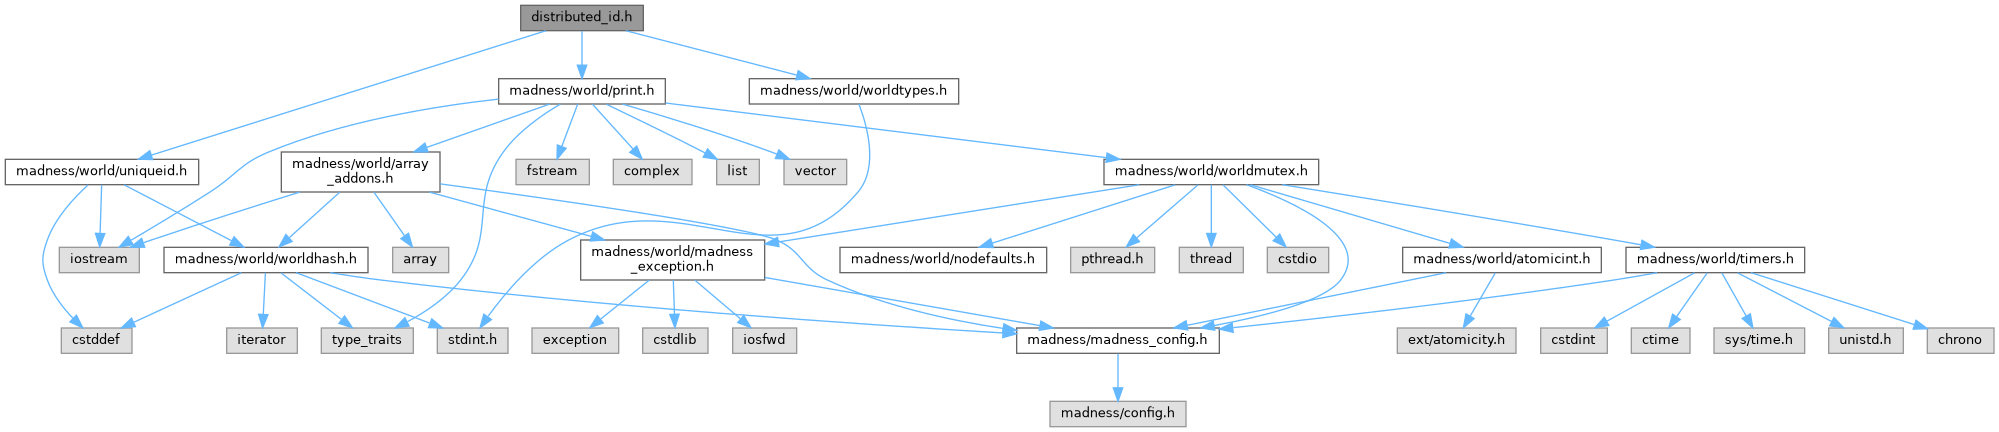 distributed_id.h
madness/world/print.h
madness/world/worldtypes.h
madness/world/uniqueid.h
madness/world/array
_addons.h
fstream
complex
list
vector
madness/world/worldmutex.h
iostream
madness/world/worldhash.h
array
madness/world/madness
_exception.h
madness/world/nodefaults.h
pthread.h
thread
cstdio
madness/world/atomicint.h
madness/world/timers.h
cstddef
iterator
type_traits
stdint.h
exception
cstdlib
iosfwd
madness/madness_config.h
ext/atomicity.h
cstdint
ctime
sys/time.h
unistd.h
chrono
madness/config.h